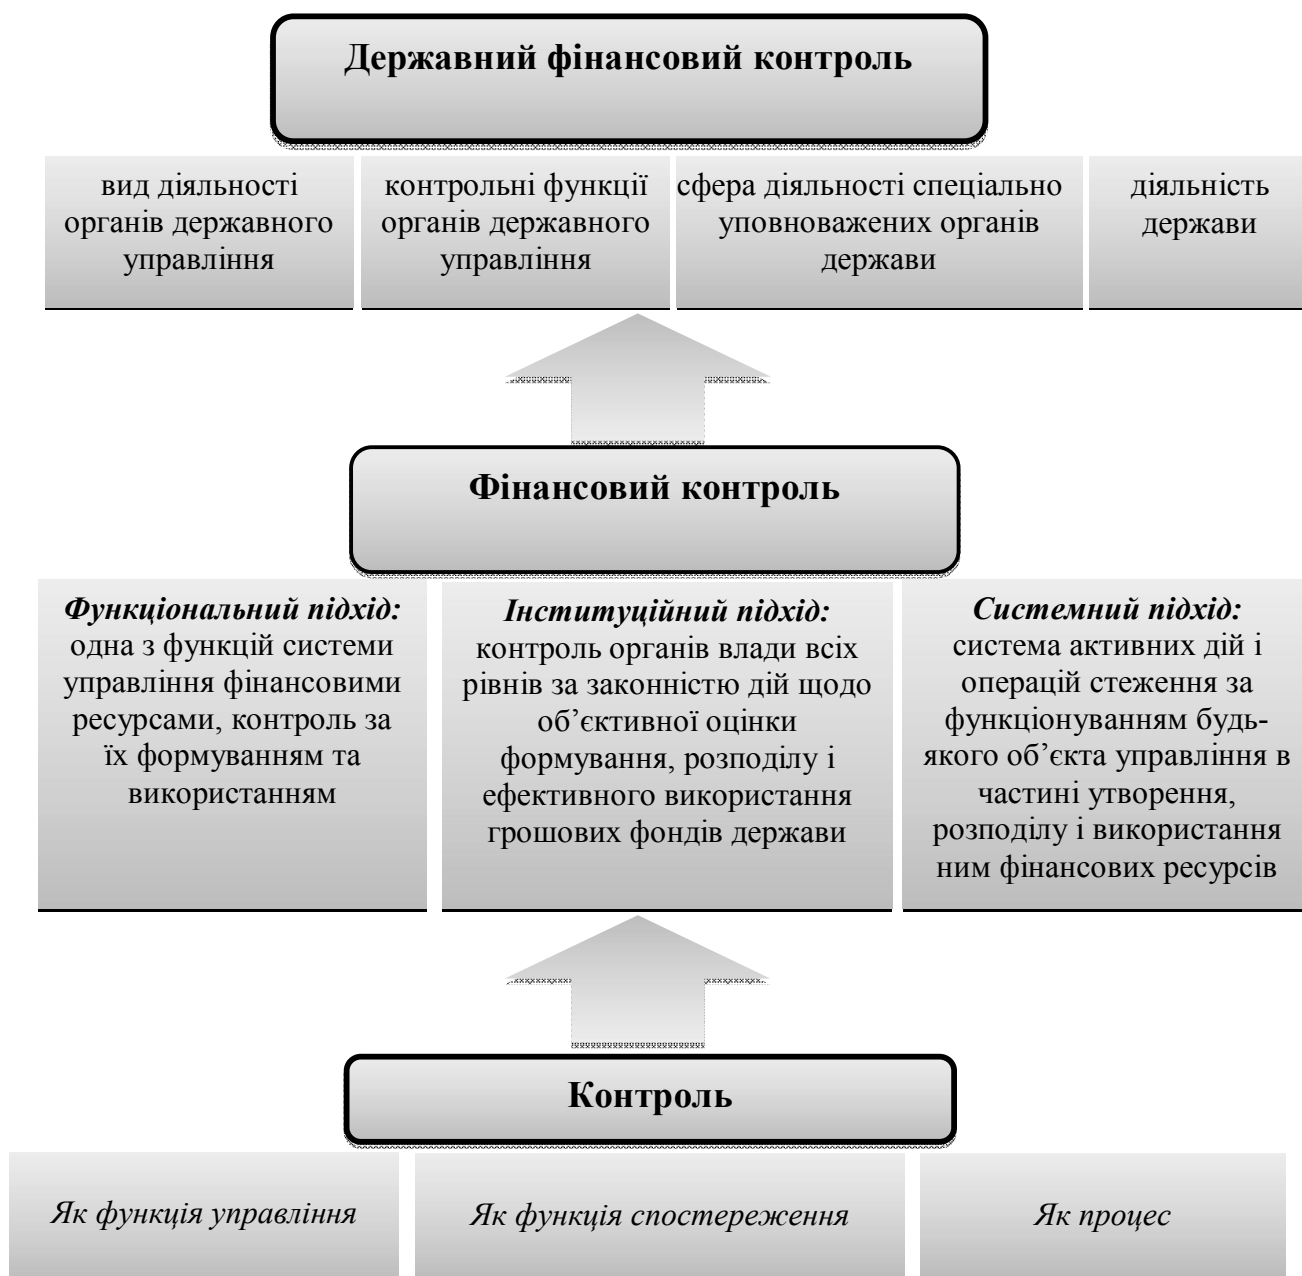 Державний фінансовий контроль
вид діяльності
органів державного
управління
контрольні функції
органів державного
управління
сфера діяльності спеціально
уповноважених органів
держави
діяльність
держави
Фінансовий контроль
Функціональний підхід:
одна з функцій системи
управління фінансовими
ресурсами, контроль за
їх формуванням та
використанням
Інституційний підхід:
контроль органів влади всіх
рівнів за законністю дій щодо
об’єктивної оцінки
формування, розподілу і
ефективного використання
грошових фондів держави
Системний підхід:
система активних дій і
операцій стеження за
функціонуванням будь-
якого об’єкта управління в
частині утворення,
розподілу і використання
ним фінансових ресурсів
Контроль
Як функція управління
Як функція спостереження
Як процес